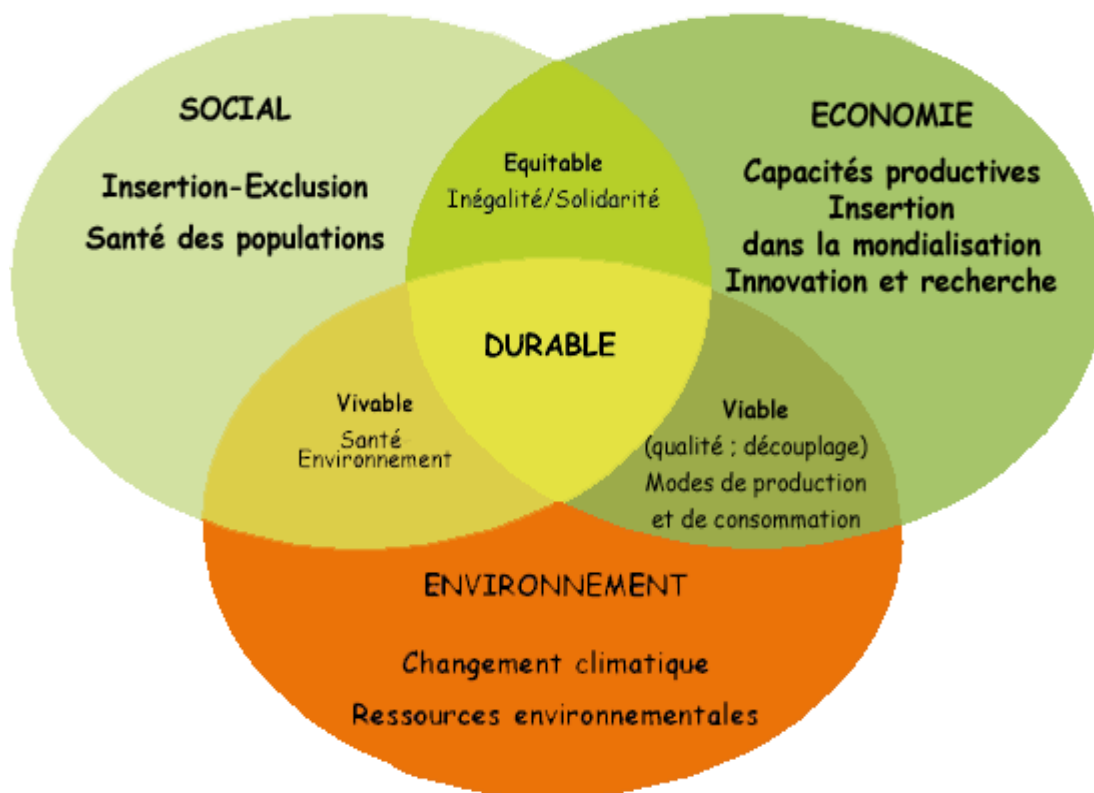 SOCIAL
Insertion-Exclusion
Santé des populations
Equitable
Inégalité/Solidarité
ECONOMIE
Capacités productives
Insertion
dans la mondialisation
Innovation et recherche
DURABLE
Vivable
Santé
Environnement
Viable
(qualité ; découplage)
Modes de production
et de consommation
ENVIRONNEMENT
Changement climatique
Ressources environnementales